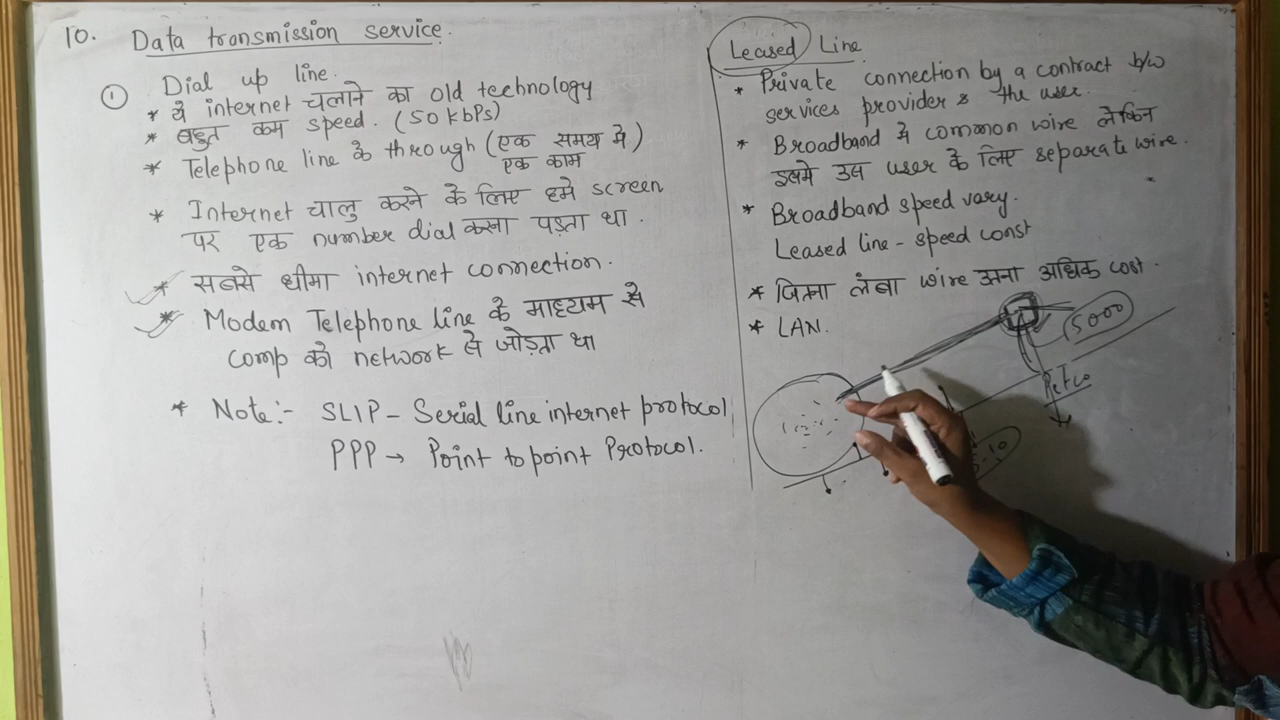 10. Data transmission service.
① Dial up line.
* ये internet चलाने का old technology
* बहुत कम speed. (50 kbPs)
* Telephone line के through (एक समय मे)
एक काम
* Internet चालु करने के लिए हमे screen
पर एक number dial करना पड़ता था.
* सबसे धीमा internet connection.
* Modem Telephone line के माध्यम से
comp को network से जोड़ता था
* Note:- SLIP - Serial line internet protocol
PPP → Point to point Protocol.
Leased Line
* Private connection by a contract b/w
services provider & the user.
* Broadband मे common wire लेकिन
इसमे उस user के लिए separate wire.
* Broadband speed vary.
Leased line - speed const
* जितना लंबा wire उतना अधिक cost.
* LAN.
5000